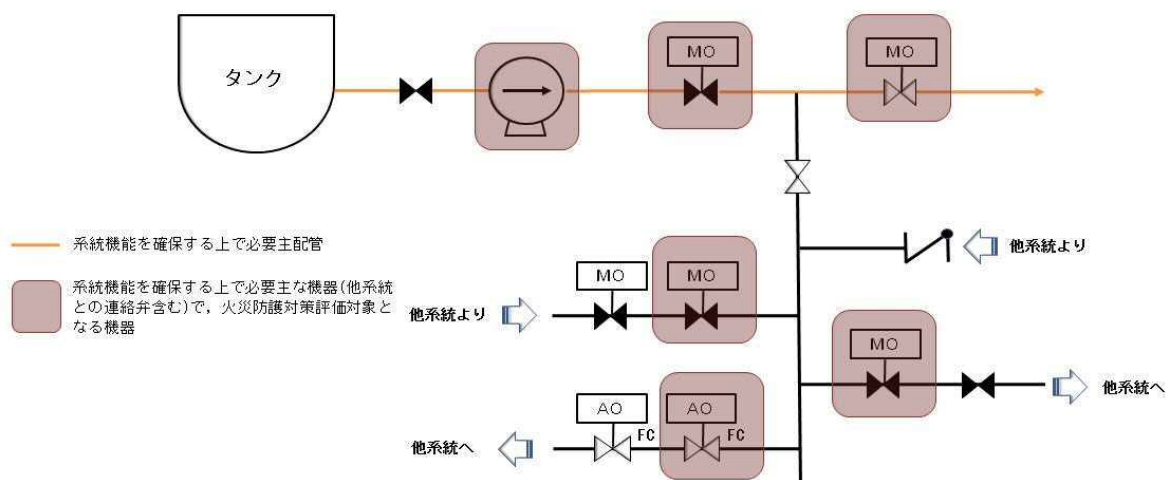 MO
MO
タンク
系統機能を確保する上で必要主配管
他系統より
系統機能を確保する上で必要主な機器(他系統
との連絡弁含む)で,火災防護対策評価対象と
なる機器
MO
MO
他系統より
MO
他系統へ
AO
AO
FC
FC
他系統へ